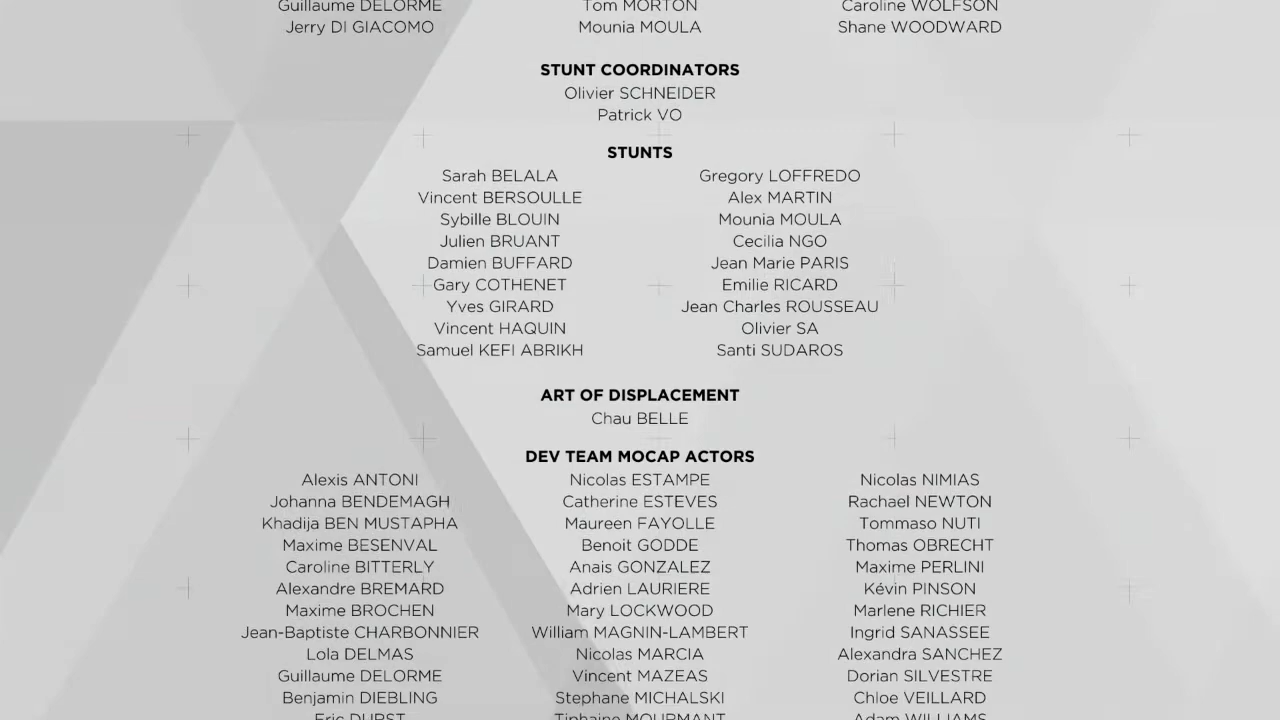 Guillaume DELORME Tom MORTON Caroline WOLFSON
Jerry DI GIACOMO Mounia MOULA Shane WOODWARD
STUNT COORDINATORS
Olivier SCHNEIDER
Patrick VO
STUNTS
Sarah BELALA Gregory LOFFREDO
Vincent BERSOULLE Alex MARTIN
Sybille BLOUIN Mounia MOULA
Julien BRUANT Cecilia NGO
Damien BUFFARD Jean Marie PARIS
Gary COTHENET Emilie RICARD
Yves GIRARD Jean Charles ROUSSEAU
Vincent HAQUIN Olivier SA
Samuel KEFI ABRIKH Santi SUDAROS
ART OF DISPLACEMENT
Chau BELLE
DEV TEAM MOCAP ACTORS
Alexis ANTONI Nicolas ESTAMPE Nicolas NIMIAS
Johanna BENDEMAGH Catherine ESTEVES Rachael NEWTON
Khadija BEN MUSTAPHA Maureen FAYOLLE Tommaso NUTI
Maxime BESENVAL Benoit GODDE Thomas OBRECHT
Caroline BITTERLY Anais GONZALEZ Maxime PERLINI
Alexandre BREMARD Adrien LAURIERE Kévin PINSON
Maxime BROCHEN Mary LOCKWOOD Marlene RICHIER
Jean-Baptiste CHARBONNIER William MAGNIN-LAMBERT Ingrid SANASSEE
Lola DELMAS Nicolas MARCIA Alexandra SANCHEZ
Guillaume DELORME Vincent MAZEAS Dorian SILVESTRE
Benjamin DIEBLING Stephane MICHALSKI Chloe VEILLARD
Eric DURST Tiphaine MOURMANT Adam WILLIAMS